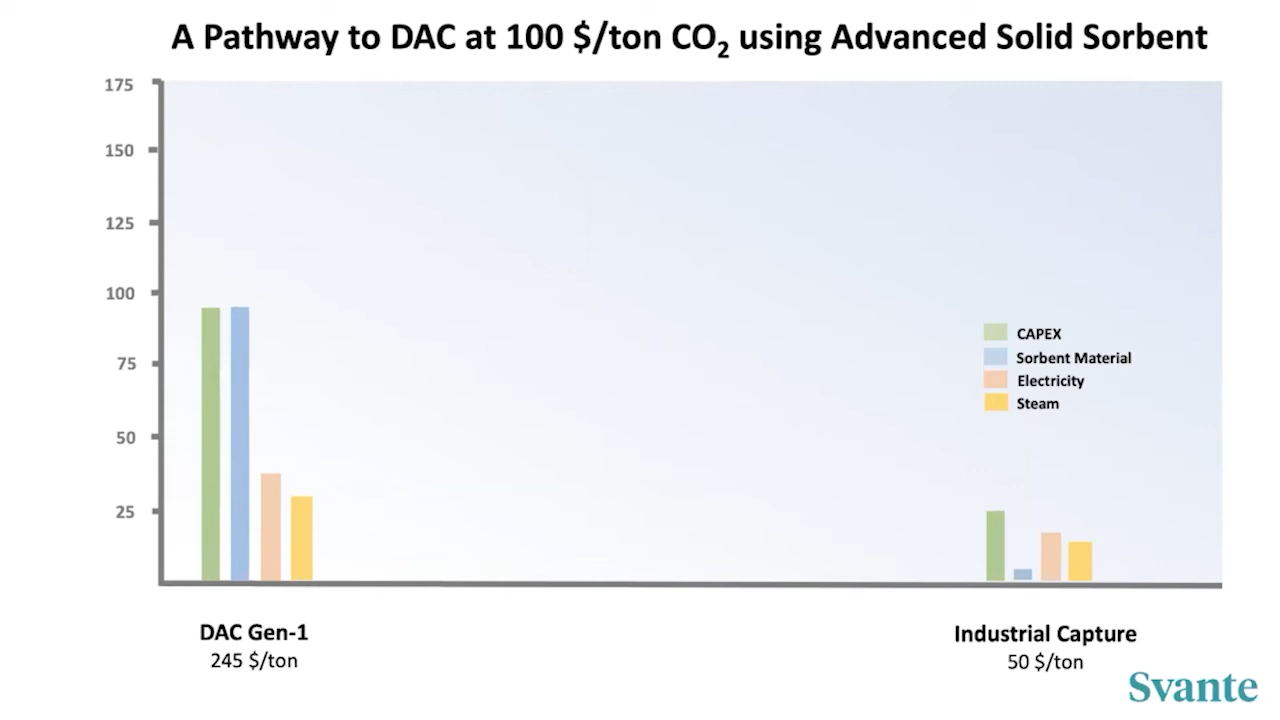 A Pathway to DAC at 100 $/ton CO₂ using Advanced Solid Sorbent
175
150
125
100
75
50
25
CAPEX
Sorbent Material
Electricity
Steam
DAC Gen-1
245 $/ton
Industrial Capture
50 $/ton
Svante